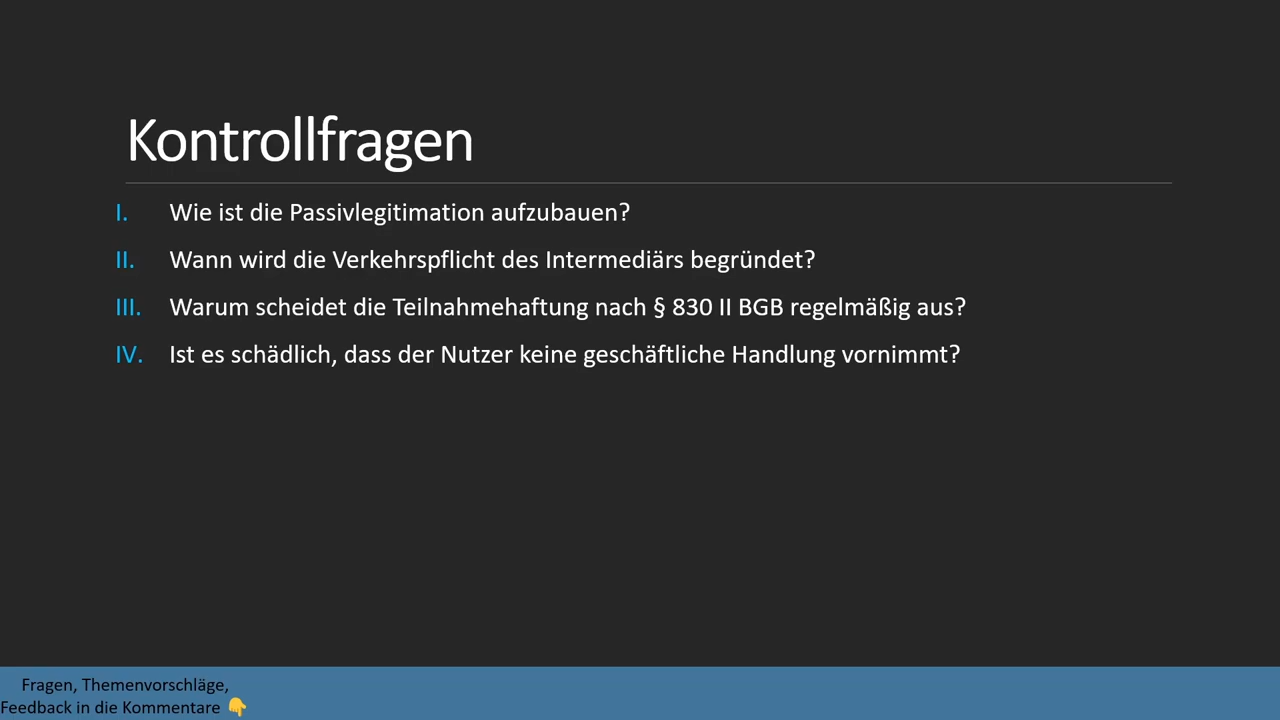 Kontrollfragen
I. Wie ist die Passivlegitimation aufzubauen?
II. Wann wird die Verkehrspflicht des Intermediärs begründet?
III. Warum scheidet die Teilnahmehaftung nach § 830 II BGB regelmäßig aus?
IV. Ist es schädlich, dass der Nutzer keine geschäftliche Handlung vornimmt?
Fragen, Themenvorschläge,
Feedback in die Kommentare 👇